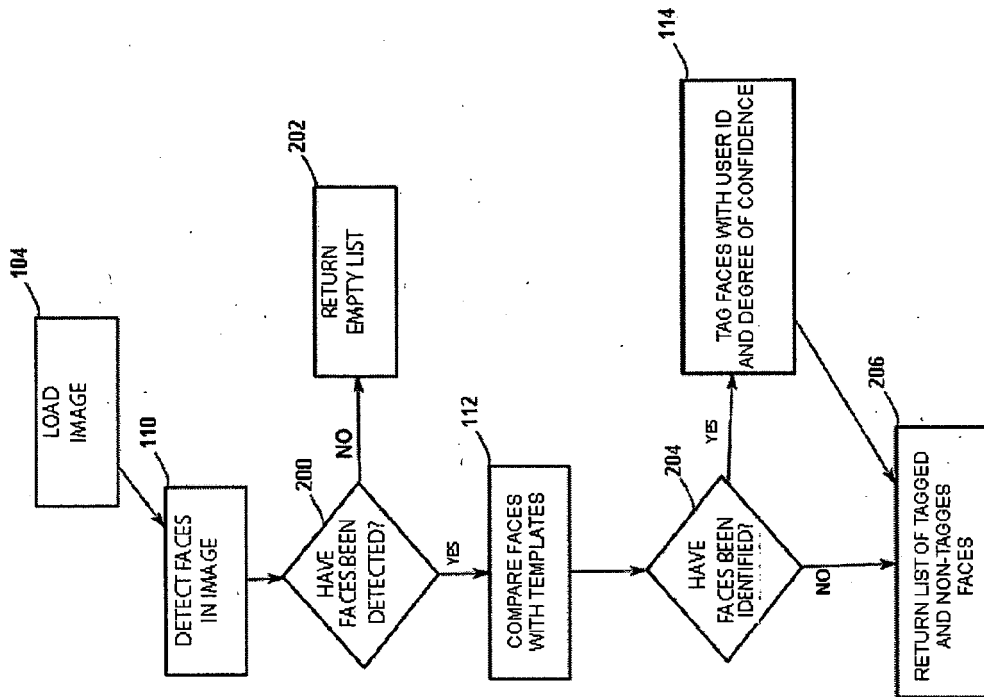 104
LOAD
IMAGE
110
DETECT FACES
IN IMAGE
200
HAVE
FACES BEEN
DETECTED?
NO
202
RETURN
EMPTY LIST
YES
112
COMPARE FACES
WITH TEMPLATES
204
HAVE
FACES BEEN
IDENTIFIED?
YES
114
TAG FACES WITH USER ID
AND DEGREE OF CONFIDENCE
NO
206
RETURN LIST OF TAGGED
AND NON-TAGGES
FACES